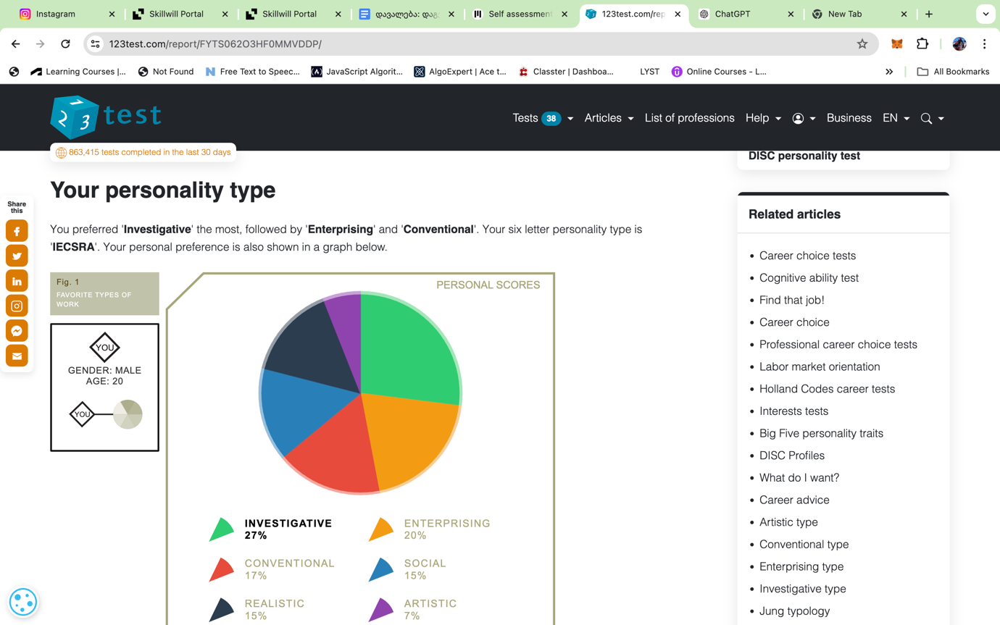 Instagram
Skillwill Portal
Skillwill Portal
დავალება: დაგ
Self assessment
123test.com/rep
ChatGPT
New Tab
123test.com/report/FYTS062O3HF0MMVDDP/
Learning Courses |...
Not Found
Free Text to Speec...
JavaScript Algorit...
AlgoExpert | Ace t...
Classter | Dashboa...
LYST
Online Courses - L...
All Bookmarks
1 2 3 test
Tests 38
Articles
List of professions
Help
Business
EN
863,415 tests completed in the last 30 days
DISC personality test
Your personality type
Share
this
You preferred 'Investigative' the most, followed by 'Enterprising' and 'Conventional'. Your six letter personality type is
'IECSRA'. Your personal preference is also shown in a graph below.
Fig. 1
FAVORITE TYPES OF
WORK
YOU
GENDER: MALE
AGE: 20
YOU
PERSONAL SCORES
INVESTIGATIVE
27%
ENTERPRISING
20%
CONVENTIONAL
17%
SOCIAL
15%
REALISTIC
15%
ARTISTIC
7%
Related articles
Career choice tests
Cognitive ability test
Find that job!
Career choice
Professional career choice tests
Labor market orientation
Holland Codes career tests
Interests tests
Big Five personality traits
DISC Profiles
What do I want?
Career advice
Artistic type
Conventional type
Enterprising type
Investigative type
Jung typology